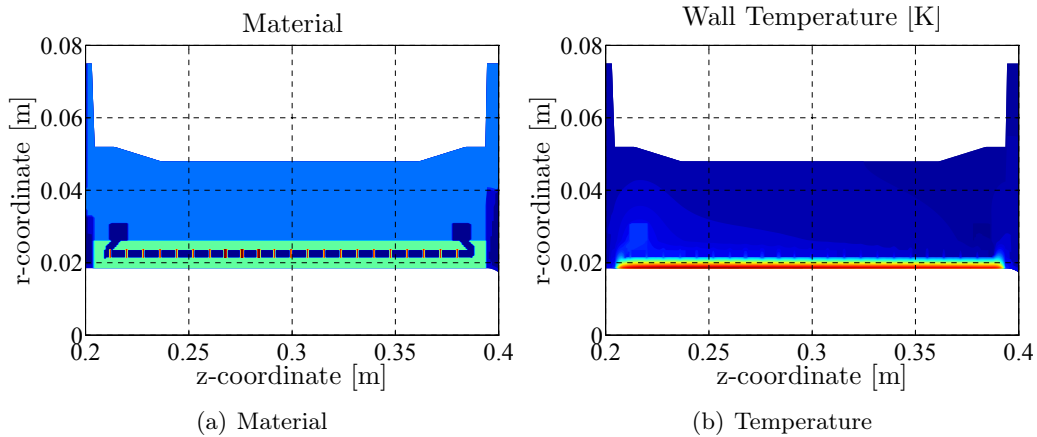 Material
0.08
0.06
0.04
0.02
0
0.2
0.25
0.3
0.35
0.4
r-coordinate [m]
z-coordinate [m]
(a) Material
Wall Temperature [K]
0.08
0.06
0.04
0.02
0
0.2
0.25
0.3
0.35
0.4
r-coordinate [m]
z-coordinate [m]
(b) Temperature